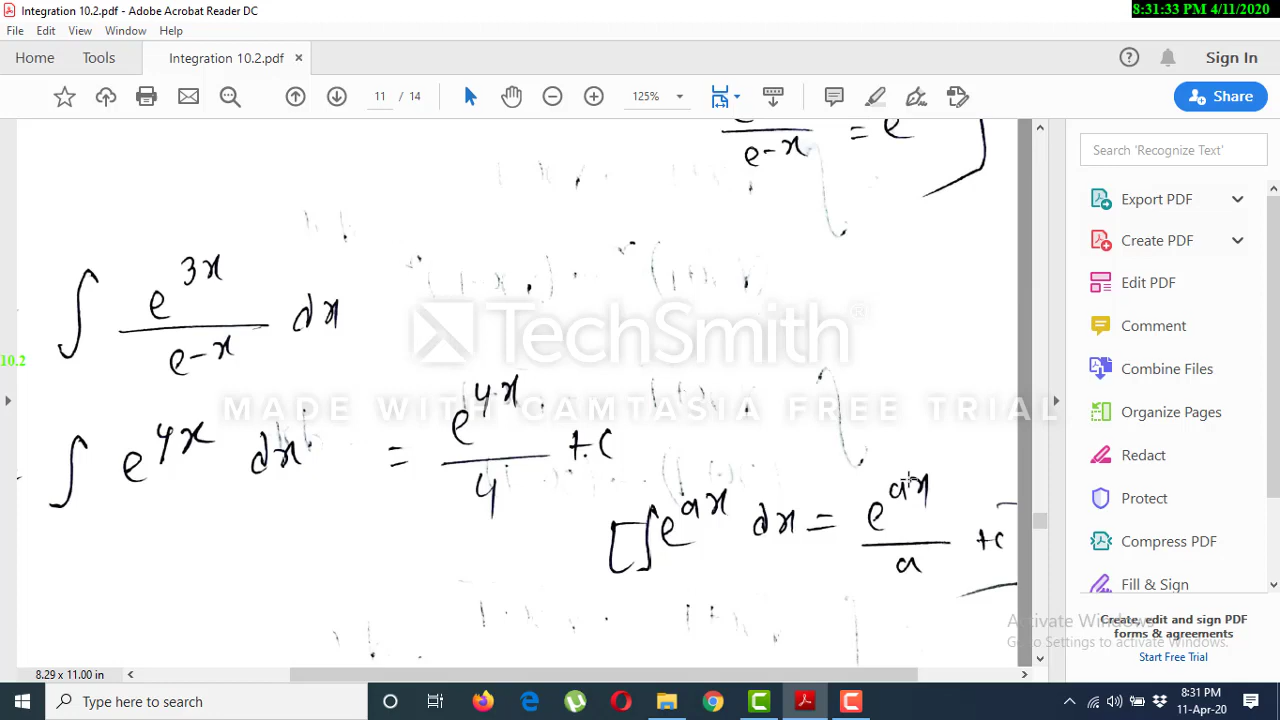 Integration 10.2.pdf - Adobe Acrobat Reader DC
8:31:33 PM 4/11/2020
File Edit View Window Help
Home Tools Integration 10.2.pdf × Sign In
11 / 14 125% Share
e-x = e
Search 'Recognize Text'
Export PDF
Create PDF
Edit PDF
Comment
Combine Files
Organize Pages
Redact
Protect
Compress PDF
Fill & Sign
∫ e^3x / e-x dx
10.2
TechSmith®
MADE WITH CAMTASIA FREE TRIAL
∫ e^4x dx = e^4x / 4 + c
[∫ e^ax dx = e^ax / a + c
Activate Windows
Go to Settings to activate Windows.
Create, edit and sign PDF
forms & agreements
Start Free Trial
8.29 x 11.00 in
Type here to search
8:31 PM
11-Apr-20